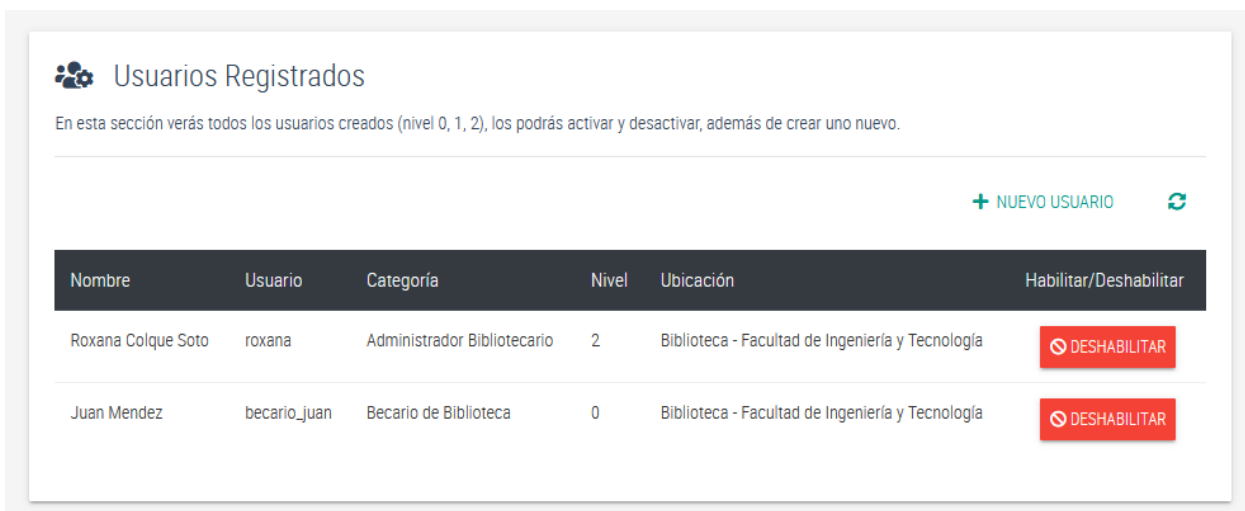 Usuarios Registrados
En esta sección verás todos los usuarios creados (nivel 0, 1, 2), los podrás activar y desactivar, además de crear uno nuevo.
NUEVO USUARIO
Nombre Usuario Categoría Nivel Ubicación Habilitar/Deshabilitar
Roxana Colque Soto roxana Administrador Bibliotecario 2 Biblioteca - Facultad de Ingeniería y Tecnología DESHABILITAR
Juan Mendez becario_juan Becario de Biblioteca 0 Biblioteca - Facultad de Ingeniería y Tecnología DESHABILITAR